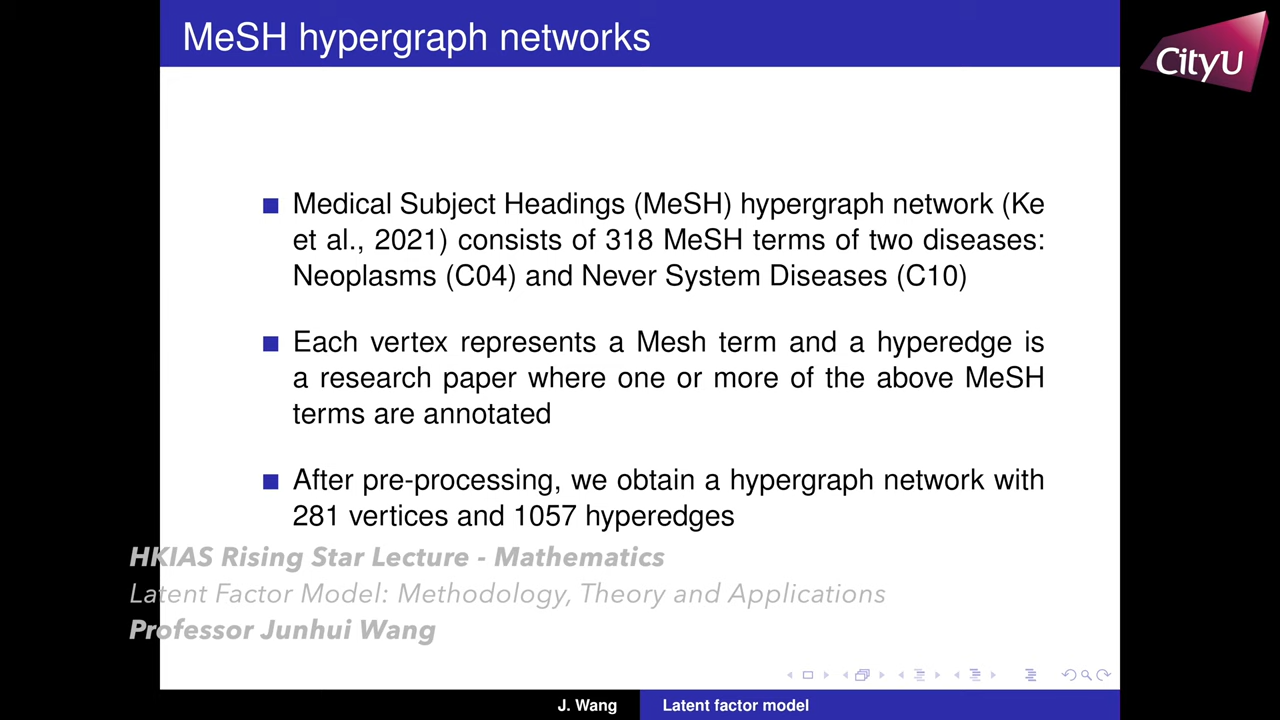 MeSH hypergraph networks
CityU
Medical Subject Headings (MeSH) hypergraph network (Ke
et al., 2021) consists of 318 MeSH terms of two diseases:
Neoplasms (C04) and Never System Diseases (C10)
Each vertex represents a Mesh term and a hyperedge is
a research paper where one or more of the above MeSH
terms are annotated
After pre-processing, we obtain a hypergraph network with
281 vertices and 1057 hyperedges
HKIAS Rising Star Lecture - Mathematics
Latent Factor Model: Methodology, Theory and Applications
Professor Junhui Wang
J. Wang
Latent factor model